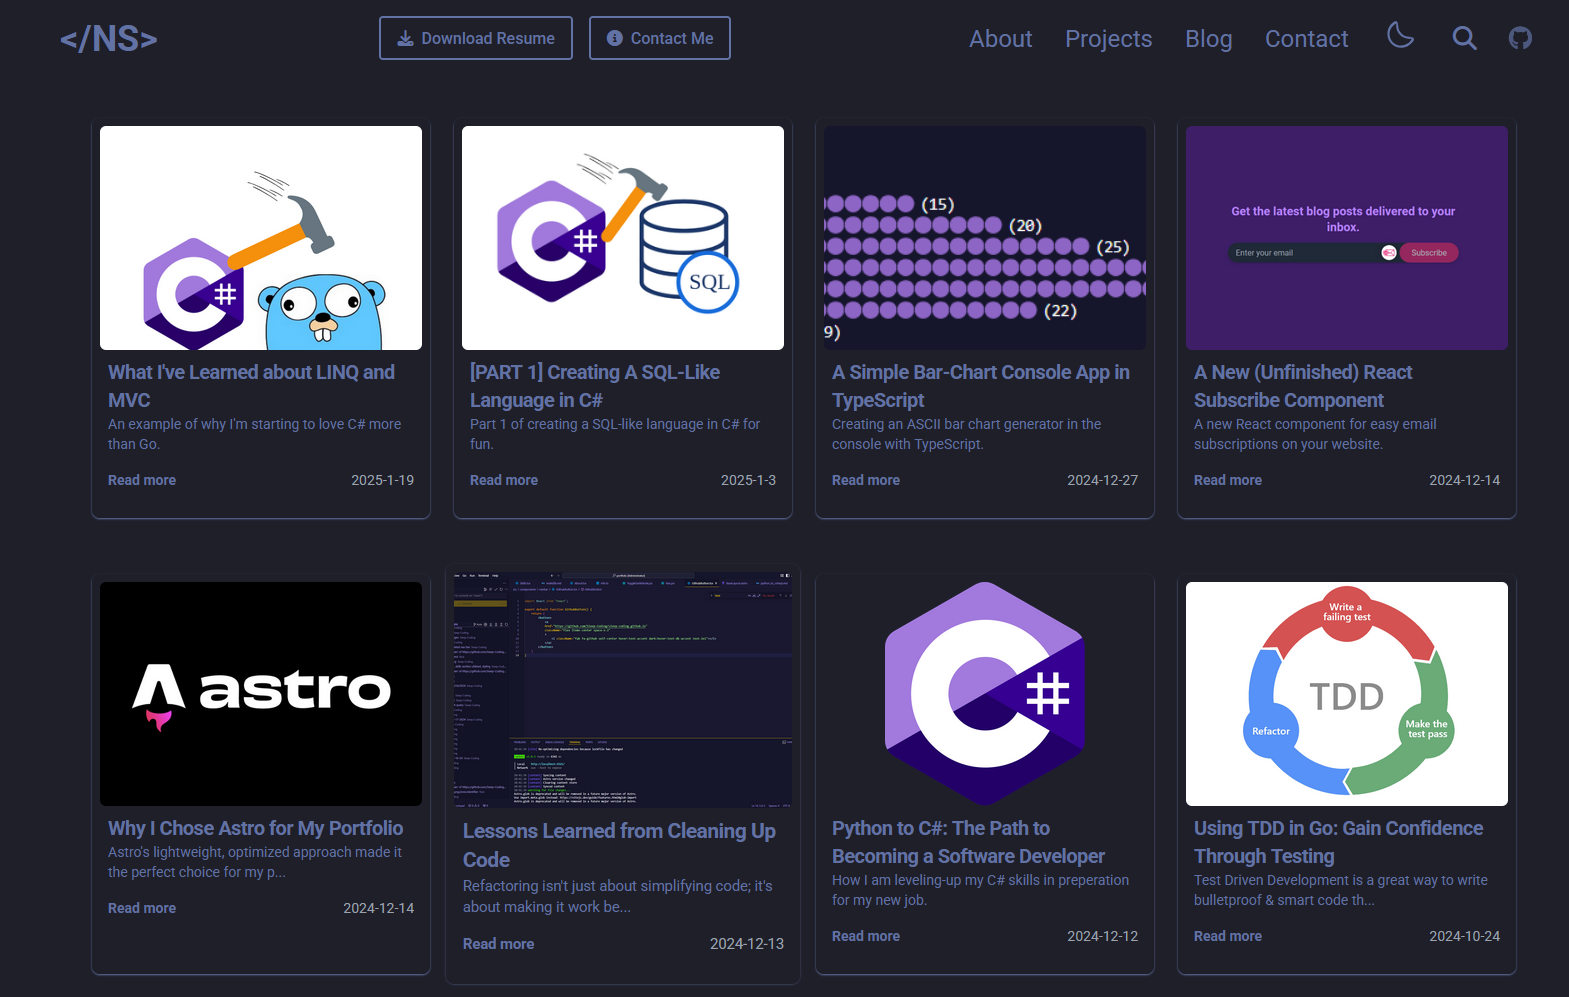 </NS>
Download Resume
Contact Me
About
Projects
Blog
Contact
#
What I've Learned about LINQ and
MVC
An example of why I'm starting to love C# more
than Go.
Read more
2025-1-19
#
SQL
[PART 1] Creating A SQL-Like
Language in C#
Part 1 of creating a SQL-like language in C# for
fun.
Read more
2025-1-3
(15)
(20)
(25)
(22)
9)
A Simple Bar-Chart Console App in
TypeScript
Creating an ASCII bar chart generator in the
console with TypeScript.
Read more
2024-12-27
Get the latest blog posts delivered to your
inbox.
Enter your email
Subscribe
A New (Unfinished) React
Subscribe Component
A new React component for easy email
subscriptions on your website.
Read more
2024-12-14
astro
Why I Chose Astro for My Portfolio
Astro's lightweight, optimized approach made it
the perfect choice for my p...
Read more
2024-12-14
Lessons Learned from Cleaning Up
Code
Refactoring isn't just about simplifying code; it's
about making it work be...
Read more
2024-12-13
#
Python to C#: The Path to
Becoming a Software Developer
How I am leveling-up my C# skills in preperation
for my new job.
Read more
2024-12-12
Write a
failing test
TDD
Refactor
Make the
test pass
Using TDD in Go: Gain Confidence
Through Testing
Test Driven Development is a great way to write
bulletproof & smart code th...
Read more
2024-10-24